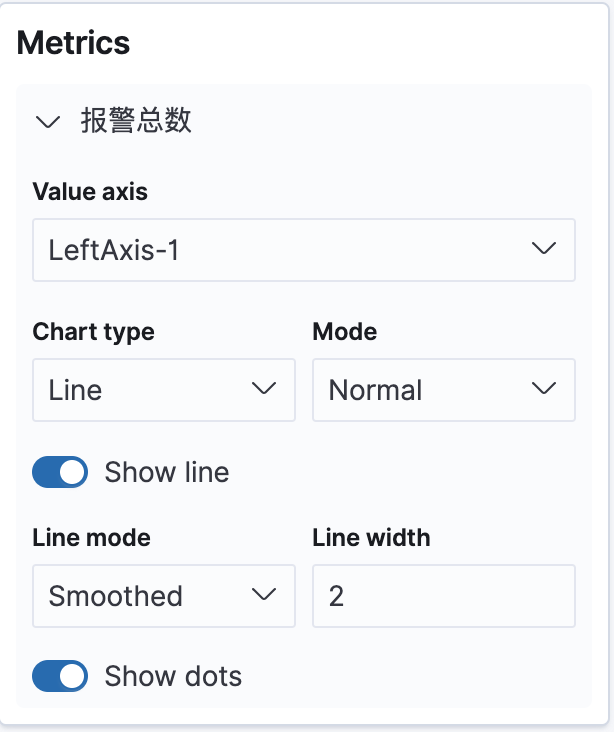 Metrics
报警总数
Value axis
LeftAxis-1
Chart type
Mode
Line
Normal
Show line
Line mode
Line width
Smoothed
2
Show dots